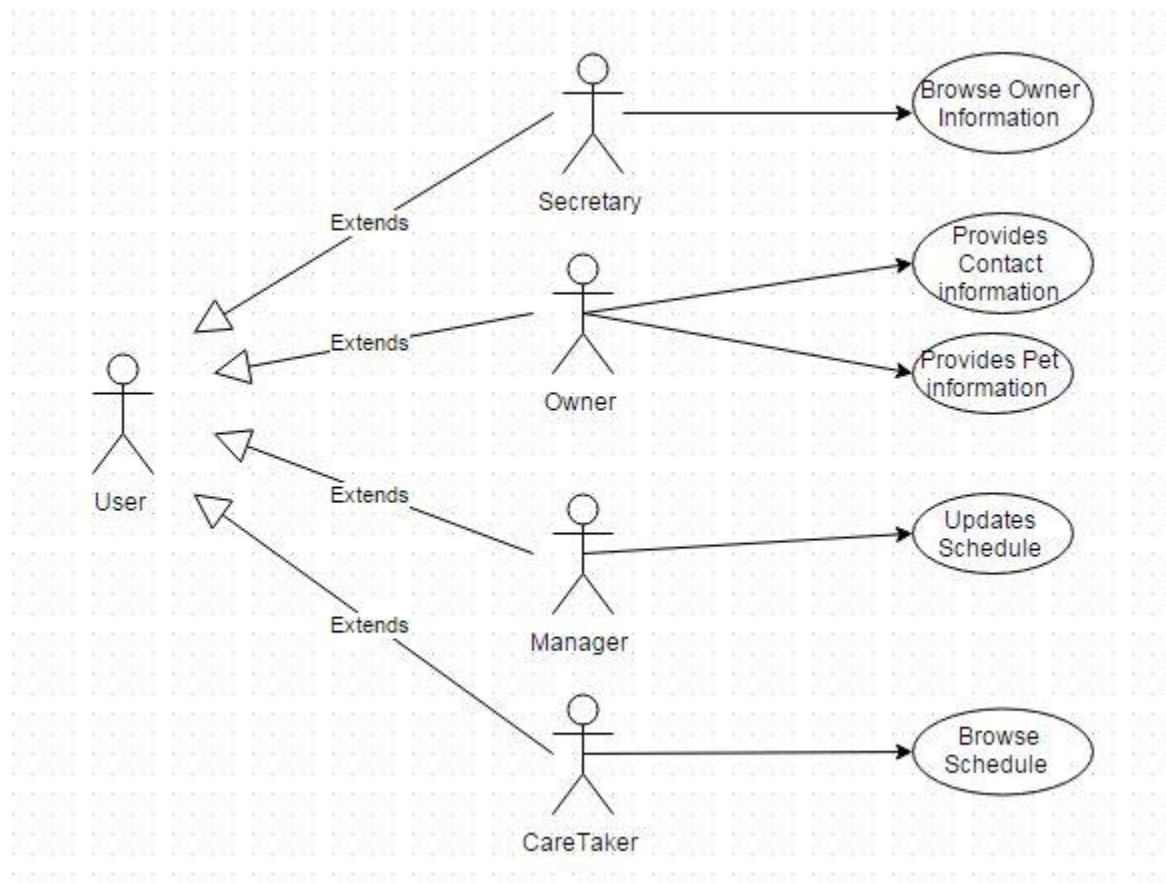 Browse Owner
Information
Secretary
Extends
Provides
Contact
information
Extends
Provides Pet
information
Owner
User
Extends
Updates
Schedule
Manager
Extends
Browse
Schedule
CareTaker